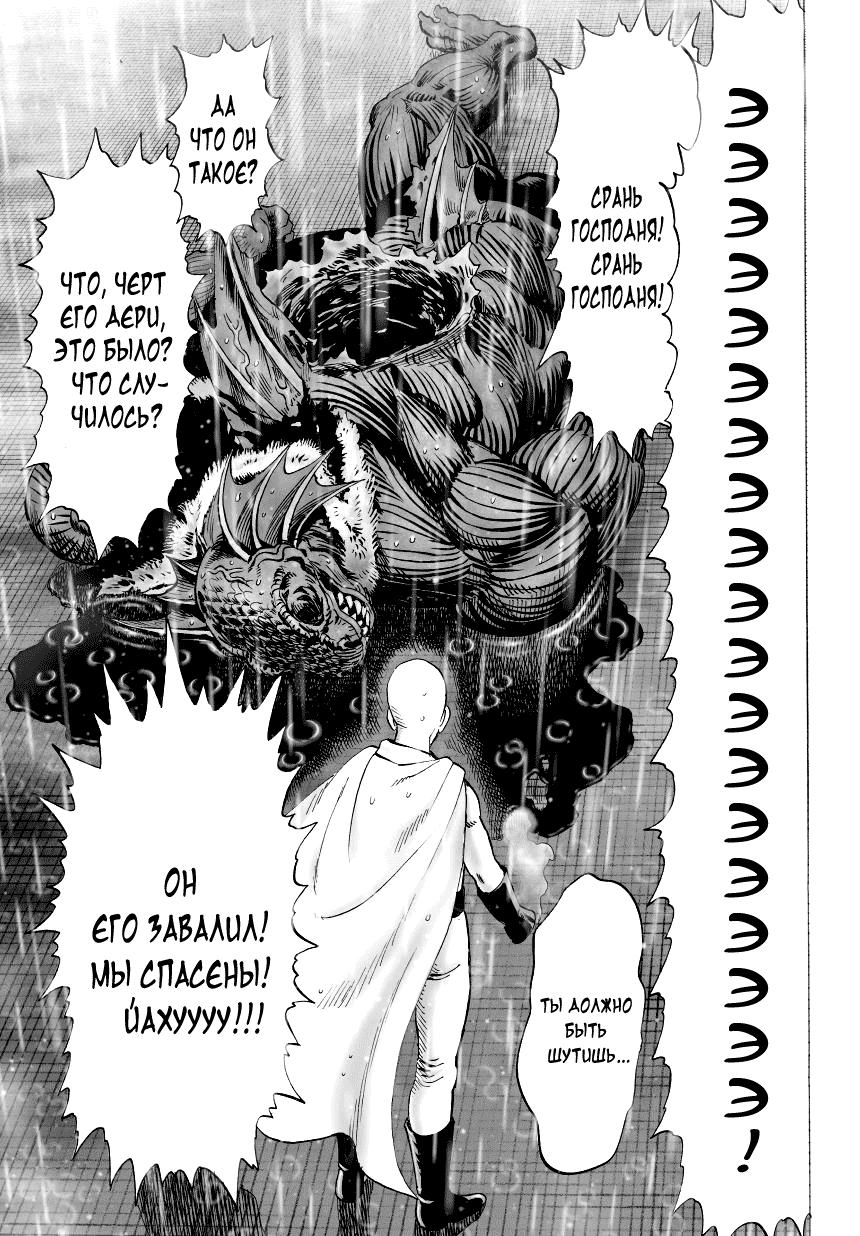 ЭЭЭЭЭЭЭЭЭЭЭЭЭЭЭЭЭЭЭ!
СРАНЬ
ГОСПОДНЯ!
СРАНЬ
ГОСПОДНЯ!
ДА
ЧТО ОН
ТАКОЕ?
ЧТО, ЧЕРТ
ЕГО ДЕРИ,
ЭТО БЫЛО?
ЧТО СЛУ-
ЧИЛОСЬ?
ТЫ ДОЛЖНО
БЫТЬ
ШУТИШЬ...
ОН
ЕГО ЗАВАЛИЛ!
МЫ СПАСЕНЫ!
ЙАХУУУУ!!!